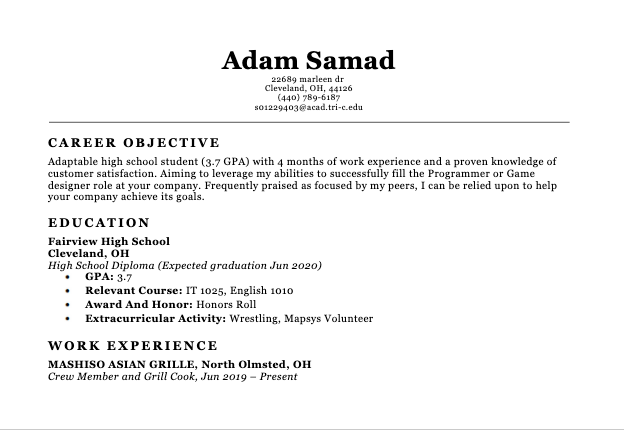 Adam Samad
22689 marleen dr
Cleveland, OH, 44126
(440) 789-6187
s01229403@acad.tri-c.edu
CAREER OBJECTIVE
Adaptable high school student (3.7 GPA) with 4 months of work experience and a proven knowledge of
customer satisfaction. Aiming to leverage my abilities to successfully fill the Programmer or Game
designer role at your company. Frequently praised as focused by my peers, I can be relied upon to help
your company achieve its goals.
EDUCATION
Fairview High School
Cleveland, OH
High School Diploma (Expected graduation Jun 2020)
• GPA: 3.7
• Relevant Course: IT 1025, English 1010
• Award And Honor: Honors Roll
• Extracurricular Activity: Wrestling, Mapsys Volunteer
WORK EXPERIENCE
MASHISO ASIAN GRILLE, North Olmsted, OH
Crew Member and Grill Cook, Jun 2019 – Present